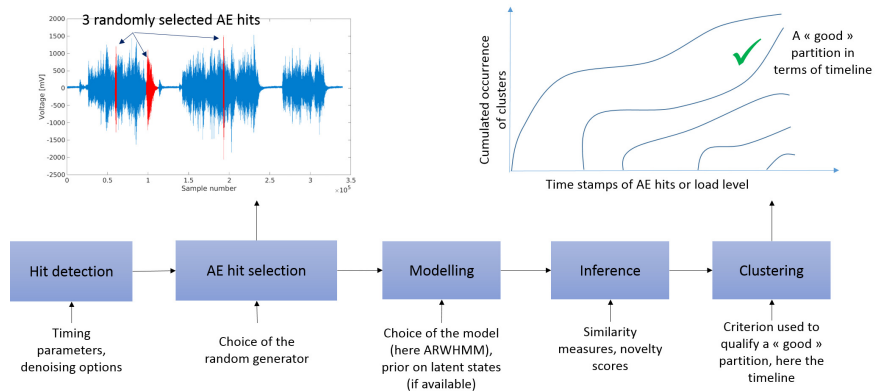 3 randomly selected AE hits
2000
1500
1000
500
0
-500
-1000
-1500
-2000
-2500
Voltage [mV]
0
0.5
1
1.5
2
2.5
3
3.5
×10⁵
Sample number
Cumulated occurrence
of clusters
A « good »
partition in
terms of timeline
Time stamps of AE hits or load level
Hit detection
AE hit selection
Modelling
Inference
Clustering
Timing
parameters,
denoising options
Choice of the
random generator
Choice of the model
(here ARWHMM),
prior on latent states
(if available)
Similarity
measures, novelty
scores
Criterion used to
qualify a « good »
partition, here the
timeline